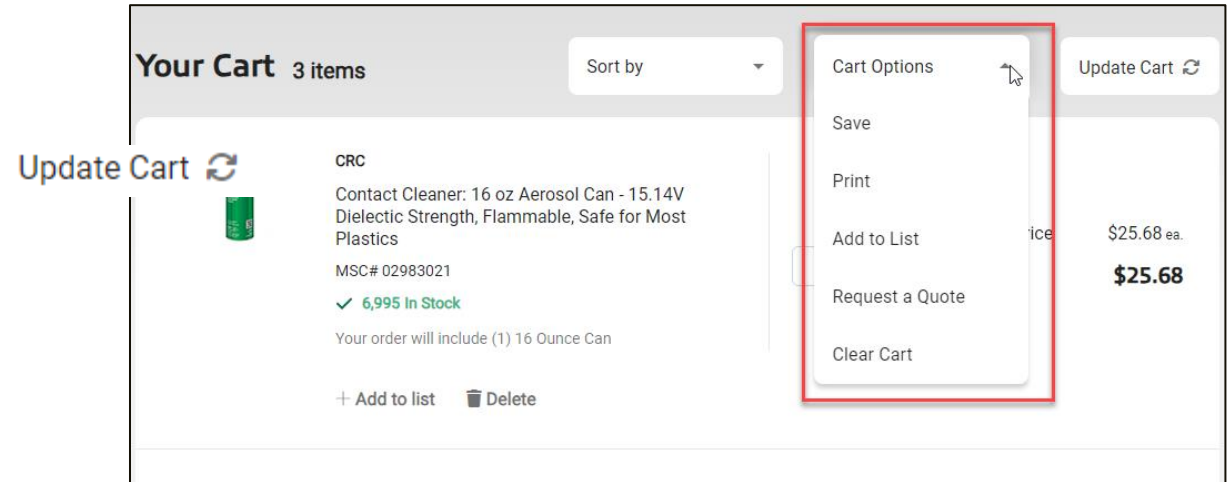 Your Cart 3 items
Sort by
Cart Options
Update Cart
Save
Print
Add to List
Request a Quote
Clear Cart
Update Cart
CRC
Contact Cleaner: 16 oz Aerosol Can - 15.14V
Dielectic Strength, Flammable, Safe for Most
Plastics
MSC# 02983021
6,995 In Stock
Your order will include (1) 16 Ounce Can
+ Add to list
Delete
ice
$25.68 ea.
$25.68